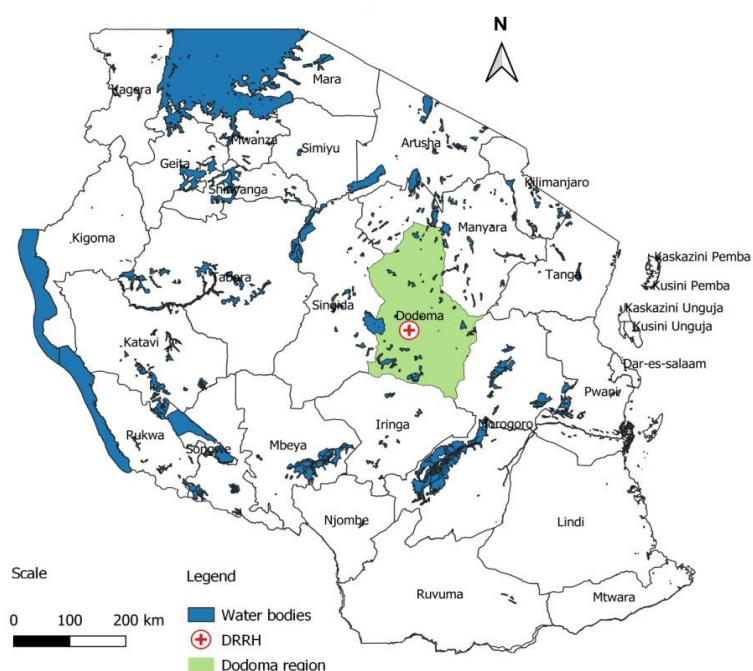 N
Mara
Kagera
Mwanza
Simiyu
Arusha
Geita
Shinyanga
Kilimanjaro
Kigoma
Manyara
Tabora
Tanga
Kaskazini Pemba
Kusini Pemba
Singida
Dodoma
Kaskazini Unguja
Kusini Unguja
Katavi
Dar-es-salaam
Pwani
Rukwa
Songwe
Mbeya
Iringa
Morogoro
Njombe
Lindi
Ruvuma
Mtwara
Scale
0 100 200 km
Legend
Water bodies
DRRH
Dodoma region